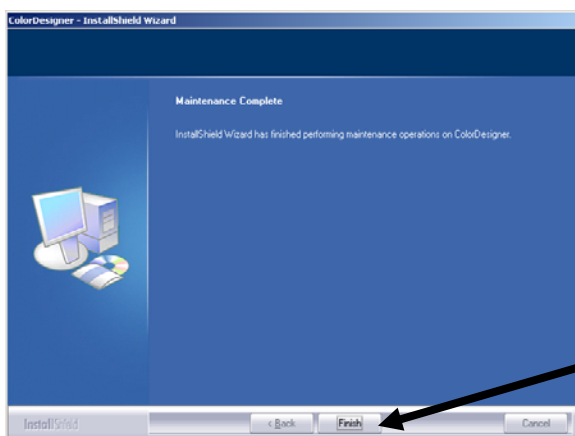 ColorDesigner - InstallShield Wizard
Maintenance Complete
InstallShield Wizard has finished performing maintenance operations on ColorDesigner.
InstallShield
< Back
Finish
Cancel